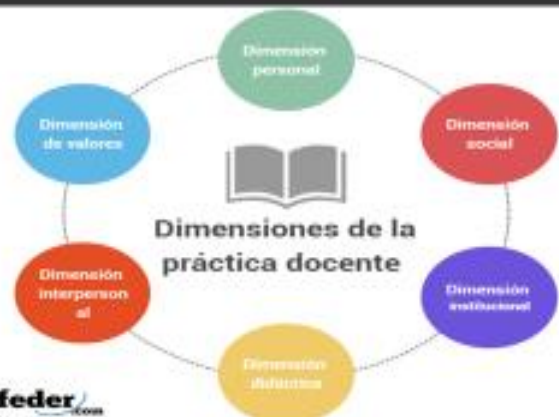 Dimensión
personal
Dimensión
de valores
Dimensión
social
Dimensiones de la
práctica docente
Dimensión
interperson
al
Dimensión
institucional
Dimensión
didáctica
feder
.com